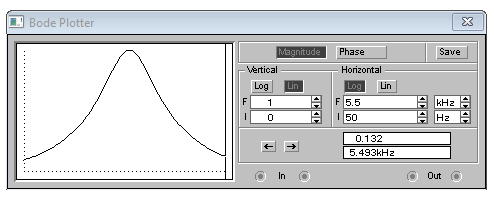 Bode Plotter
Magnitude Phase Save
Vertical Horizontal
Log Lin Log Lin
F 1 F 5.5 kHz
I 0 I 50 Hz
0.132
5.493kHz
In Out